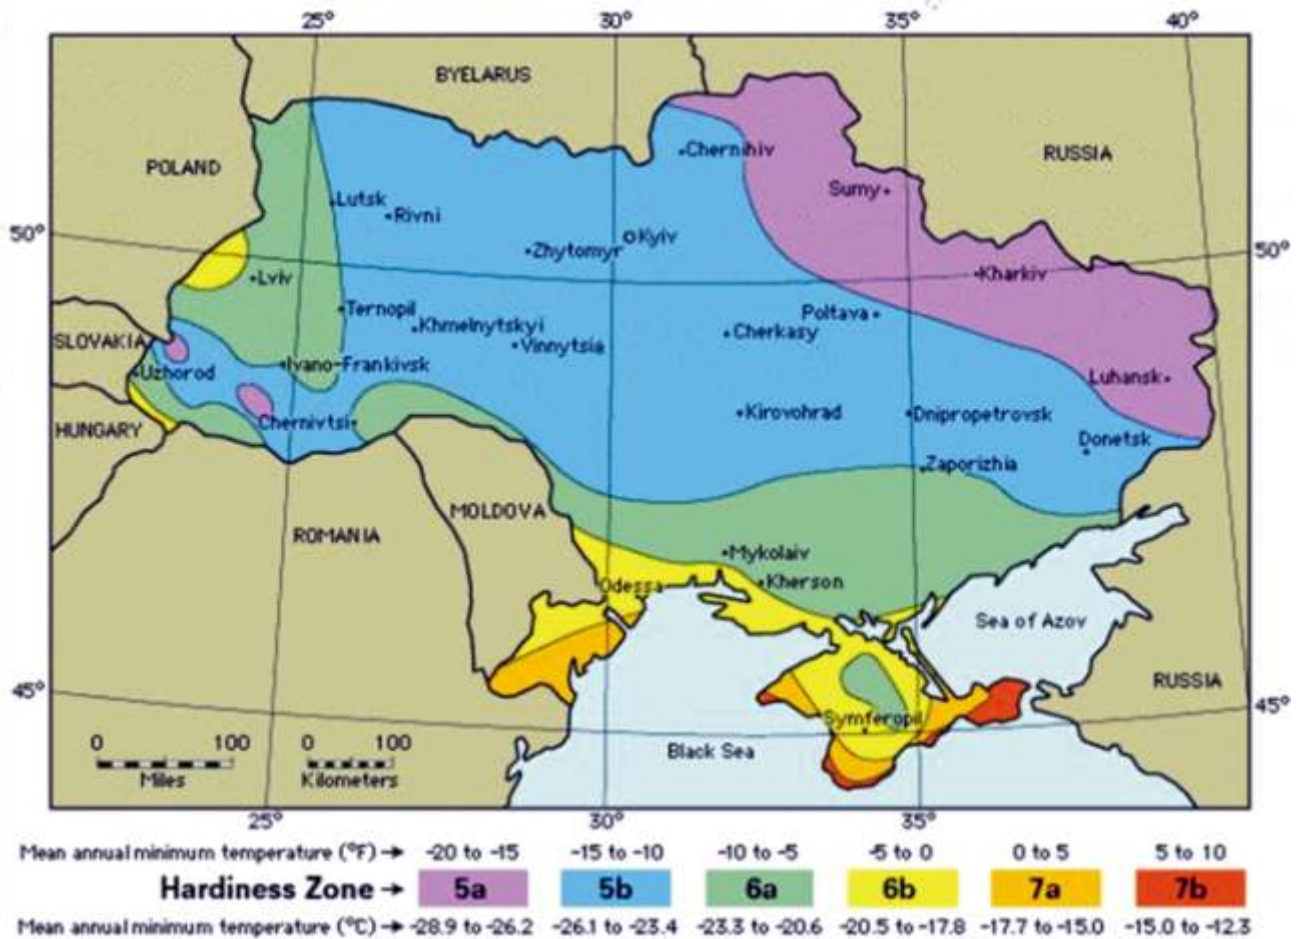 25° 30° 35° 40°
BYELARUS
POLAND
RUSSIA
Chernihiv
Sumy
Lutsk
Rivni
50°
Kyiv
Zhytomyr
50°
Lviv
Kharkiv
Ternopil
Khmelnytskyi
Poltava
Cherkasy
Vinnytsia
SLOVAKIA
Ivano-Frankivsk
Uzhorod
Luhansk
Chernivtsi
Kirovohrad
Dnipropetrovsk
HUNGARY
Donetsk
Zaporizhia
MOLDOVA
ROMANIA
Mykolaiv
Kherson
Odessa
Sea of Azov
RUSSIA
45°
45°
Symferopil
Black Sea
0 100
Miles
0 100
Kilometers
25° 30° 35°
Mean annual minimum temperature (°F) → -20 to -15 -15 to -10 -10 to -5 -5 to 0 0 to 5 5 to 10
Hardiness Zone → 5a 5b 6a 6b 7a 7b
Mean annual minimum temperature (°C) → -28.9 to -26.2 -26.1 to -23.4 -23.3 to -20.6 -20.5 to -17.8 -17.7 to -15.0 -15.0 to -12.3